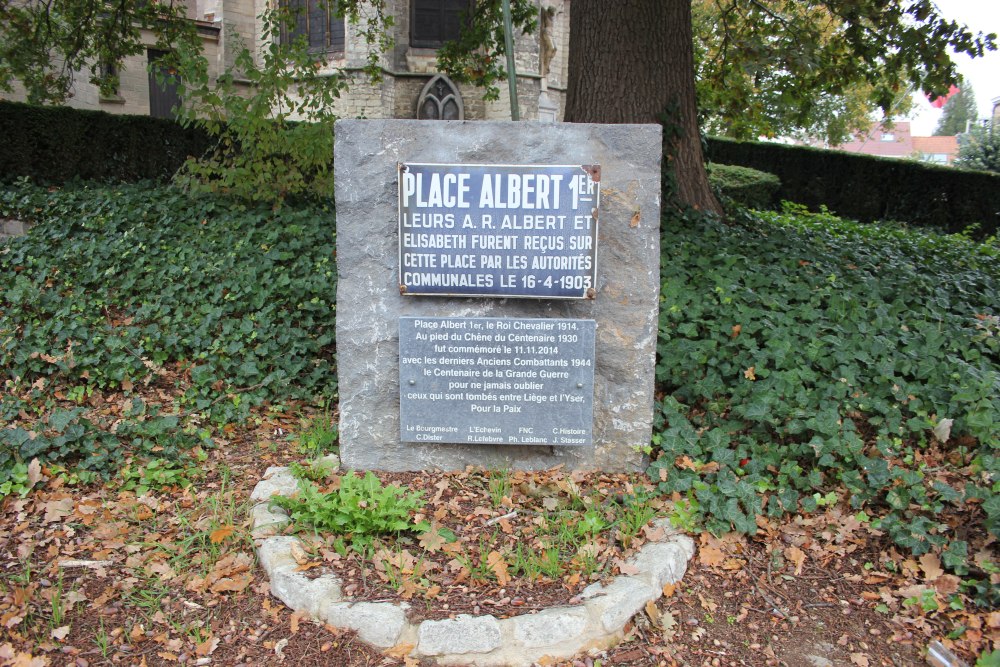 PLACE ALBERT 1ER
LEURS A.R. ALBERT ET
ELISABETH FURENT REÇUS SUR
CETTE PLACE PAR LES AUTORITÉS
COMMUNALES LE 16-4-1903
Place Albert 1er, le Roi Chevalier 1914,
Au pied du Chêne du Centenaire 1930
fut commémoré le 11.11.2014
avec les derniers Anciens Combattants 1944
le Centenaire de la Grande Guerre
pour ne jamais oublier
ceux qui sont tombés entre Liège et l'Yser,
Pour la Paix
Le Bourgmestre L'Echevin FNC C.Histoire
C.Dister R.Lefebvre Ph. Leblanc J. Stasser